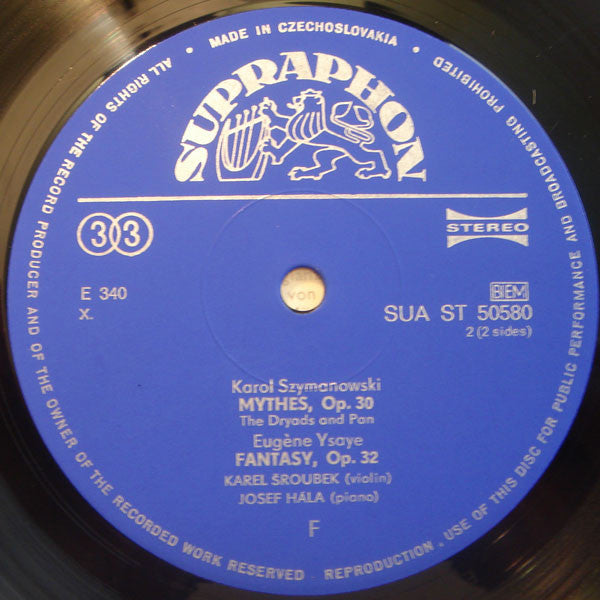 ALL RIGHTS OF THE RECORD PRODUCER AND OF THE OWNER OF THE RECORDED WORK RESERVED · REPRODUCTION, USE OF THIS DISC FOR PUBLIC PERFORMANCE AND BROADCASTING PROHIBITED · MADE IN CZECHOSLOVAKIA ·
SUPRAPHON
33
STEREO
E 340
X.
BIEM
SUA ST 50580
2 (2 sides)
von
Karol Szymanowski
MYTHES, Op. 30
The Dryads and Pan
Eugène Ysaye
FANTASY, Op. 32
KAREL ŠROUBEK (violin)
JOSEF HÁLA (piano)
F